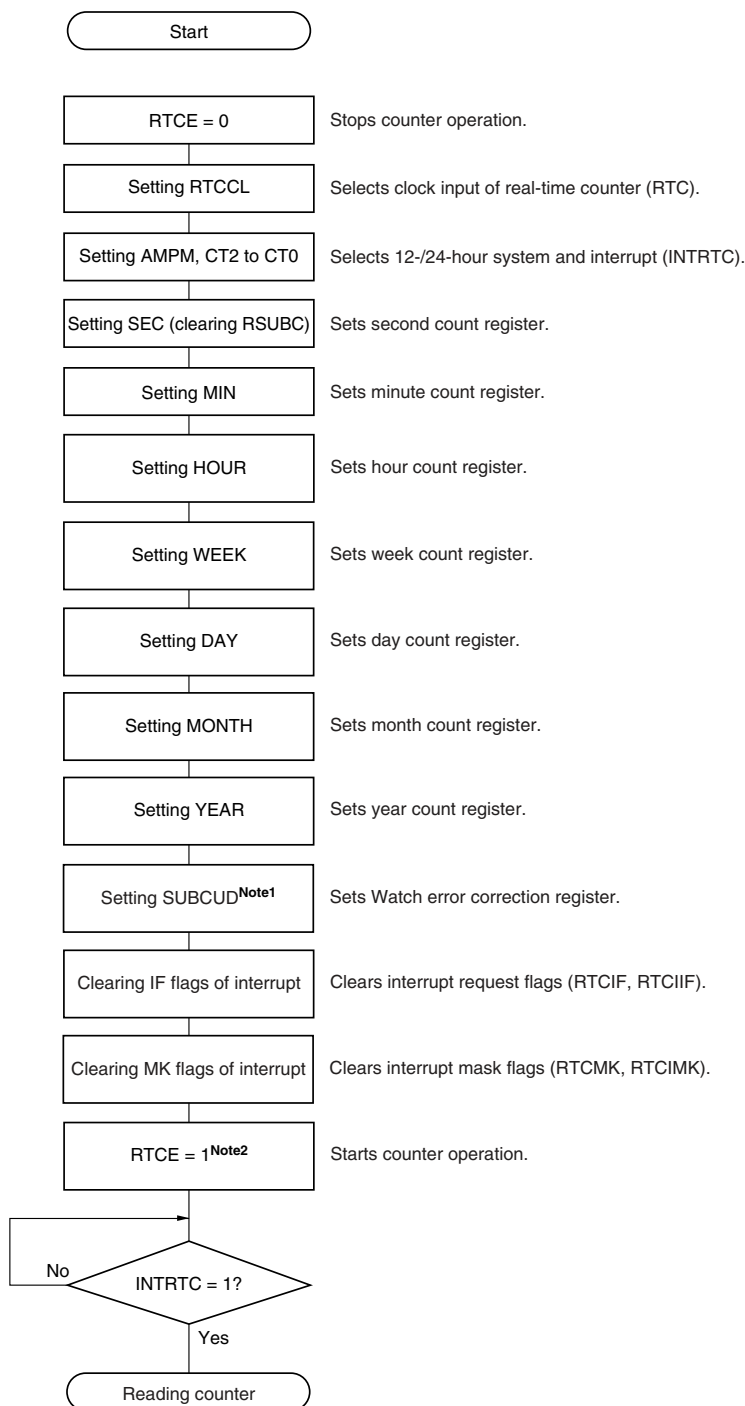 Start
RTCE = 0 Stops counter operation.
Setting RTCCL Selects clock input of real-time counter (RTC).
Setting AMPM, CT2 to CT0 Selects 12-/24-hour system and interrupt (INTRTC).
Setting SEC (clearing RSUBC) Sets second count register.
Setting MIN Sets minute count register.
Setting HOUR Sets hour count register.
Setting WEEK Sets week count register.
Setting DAY Sets day count register.
Setting MONTH Sets month count register.
Setting YEAR Sets year count register.
Setting SUBCUDNote1 Sets Watch error correction register.
Clearing IF flags of interrupt Clears interrupt request flags (RTCIF, RTCIIF).
Clearing MK flags of interrupt Clears interrupt mask flags (RTCMK, RTCIMK).
RTCE = 1Note2 Starts counter operation.
No INTRTC = 1?
Yes
Reading counter